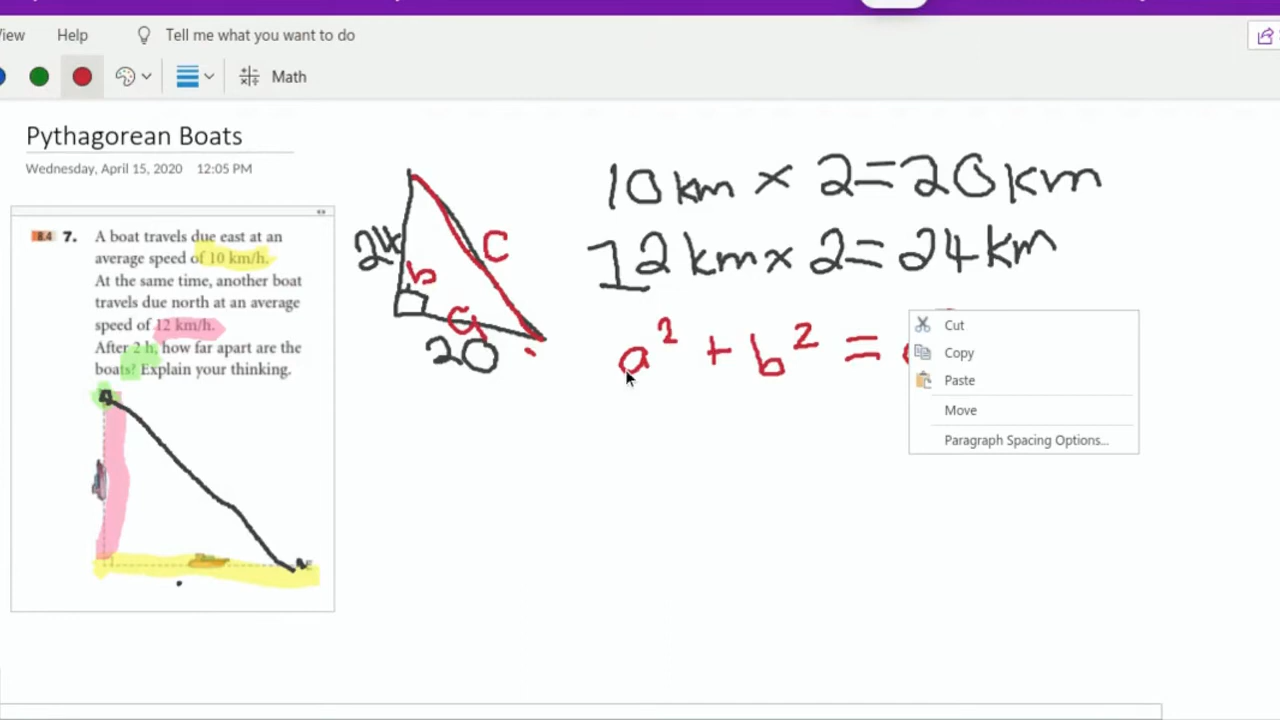 View Help Tell me what you want to do
Math
Pythagorean Boats
Wednesday, April 15, 2020 12:05 PM
8.4 7. A boat travels due east at an
average speed of 10 km/h.
At the same time, another boat
travels due north at an average
speed of 12 km/h.
After 2 h, how far apart are the
boats? Explain your thinking.
24
C
b
a
20
10 km × 2 = 20 km
12 km × 2 = 24 km
a² + b² =
Cut
Copy
Paste
Move
Paragraph Spacing Options...